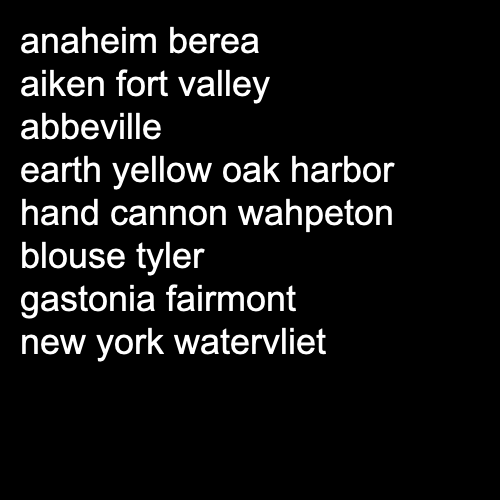 anaheim berea
aiken fort valley
abbeville
earth yellow oak harbor
hand cannon wahpeton
blouse tyler
gastonia fairmont
new york watervliet